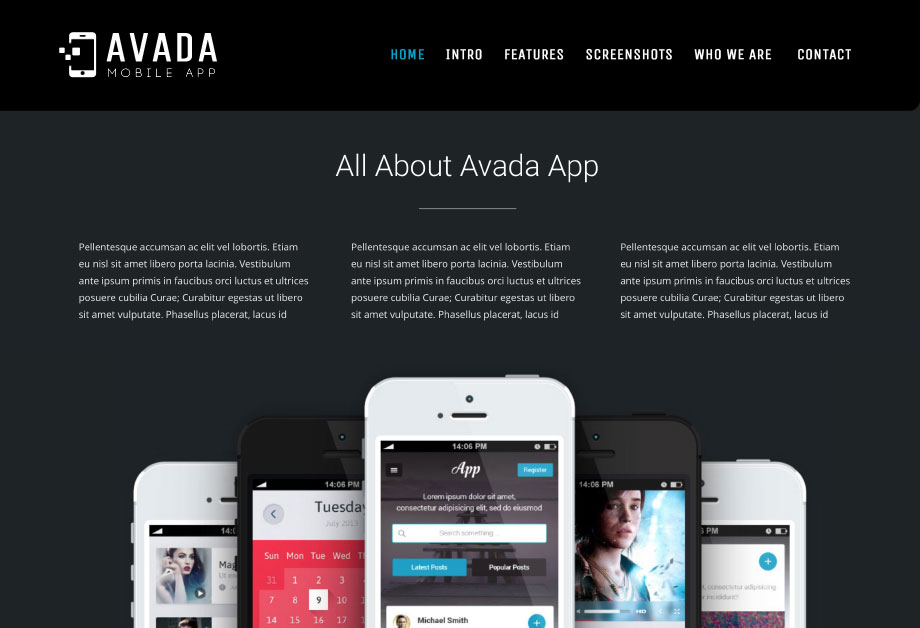 AVADA
MOBILE APP
HOME INTRO FEATURES SCREENSHOTS WHO WE ARE CONTACT
All About Avada App
Pellentesque accumsan ac elit vel lobortis. Etiam
eu nisl sit amet libero porta lacinia. Vestibulum
ante ipsum primis in faucibus orci luctus et ultrices
posuere cubilia Curae; Curabitur egestas ut libero
sit amet vulputate. Phasellus placerat, lacus id
Pellentesque accumsan ac elit vel lobortis. Etiam
eu nisl sit amet libero porta lacinia. Vestibulum
ante ipsum primis in faucibus orci luctus et ultrices
posuere cubilia Curae; Curabitur egestas ut libero
sit amet vulputate. Phasellus placerat, lacus id
Pellentesque accumsan ac elit vel lobortis. Etiam
eu nisl sit amet libero porta lacinia. Vestibulum
ante ipsum primis in faucibus orci luctus et ultrices
posuere cubilia Curae; Curabitur egestas ut libero
sit amet vulputate. Phasellus placerat, lacus id
14:0
Mag
Ut en
14:06 PM
Tuesda
July 2013
Sun Mon Tue Wed Th
31 1 2 3
7 8 9 10
14 15 16 17
14:06 PM
App
Register
Lorem ipsum dolor sit amet,
consectetur adipisicing elit, sed do eiusmod
Search something...
Latest Posts
Popular Posts
Michael Smith
14:06 PM
HD
PM
consectetur adipisicing